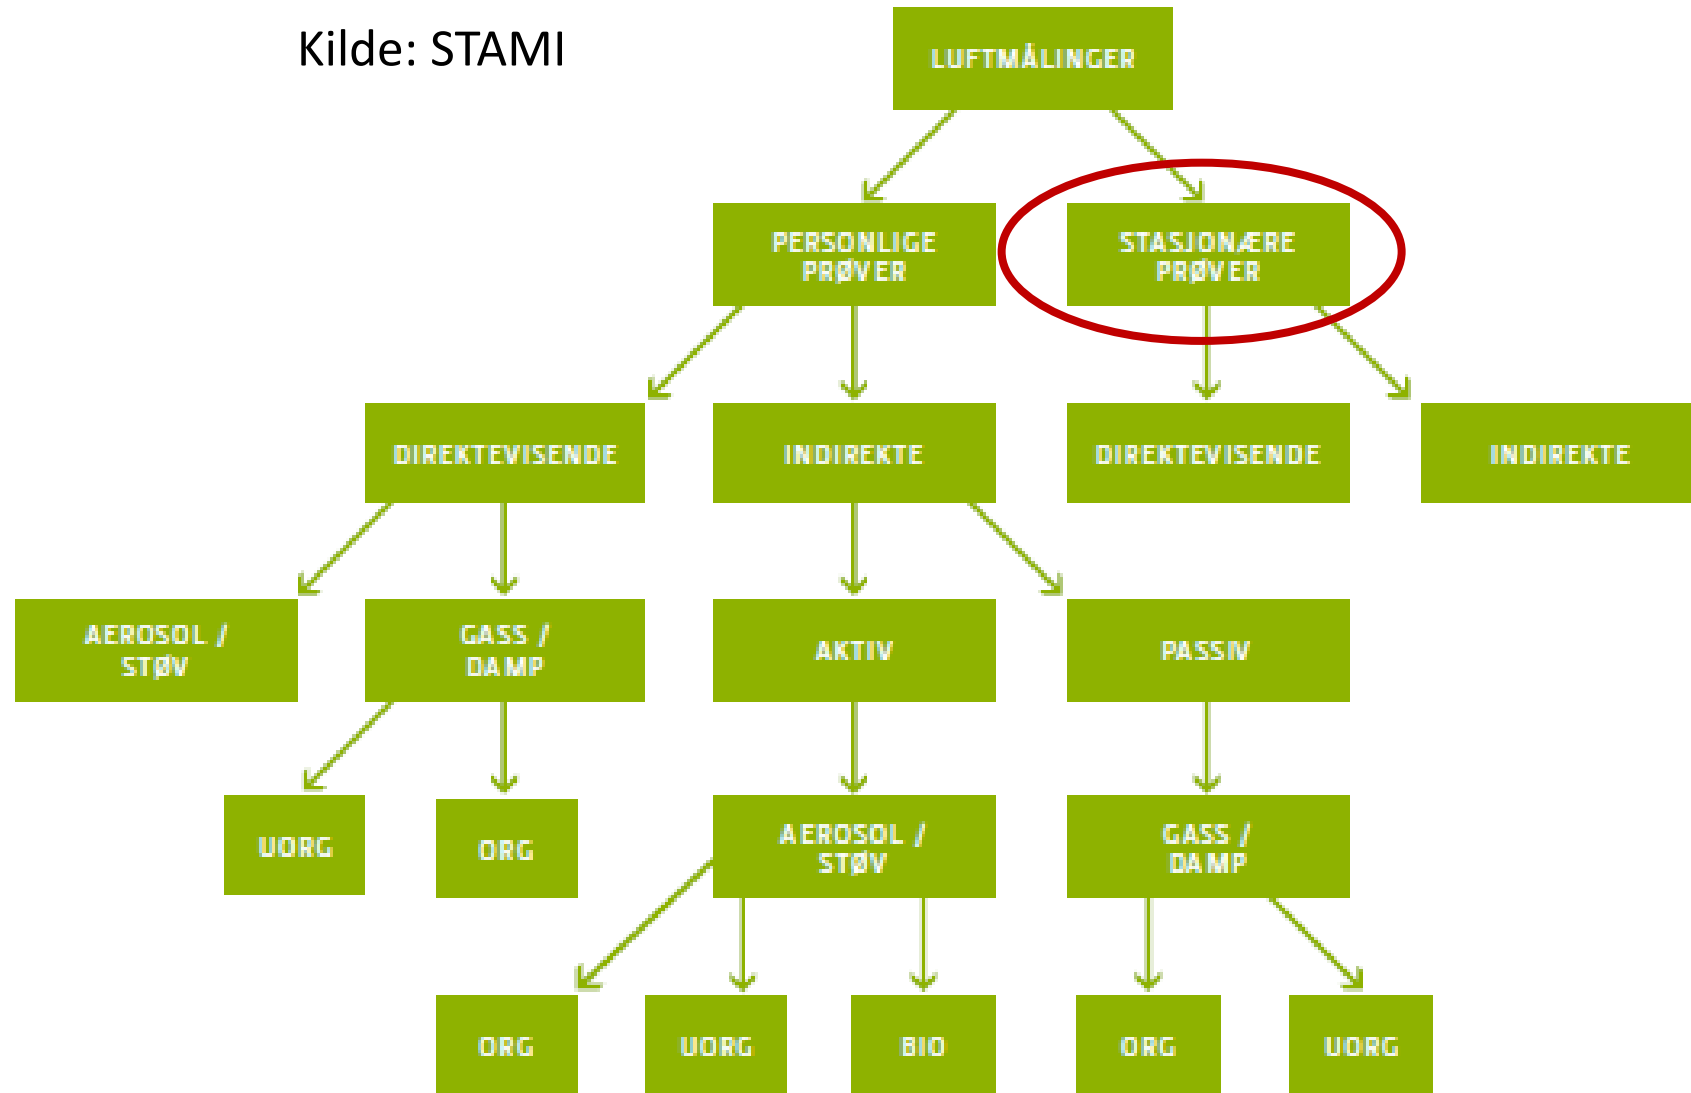 Kilde: STAMI
LUFTMÅLINGER
PERSONLIGE
PRØVER
STASJONÆRE
PRØVER
DIREKTEVISENDE
INDIREKTE
DIREKTEVISENDE
INDIREKTE
AEROSOL /
STØV
GASS /
DAMP
AKTIV
PASSIV
UORG
ORG
AEROSOL /
STØV
GASS /
DAMP
ORG
UORG
BIO
ORG
UORG